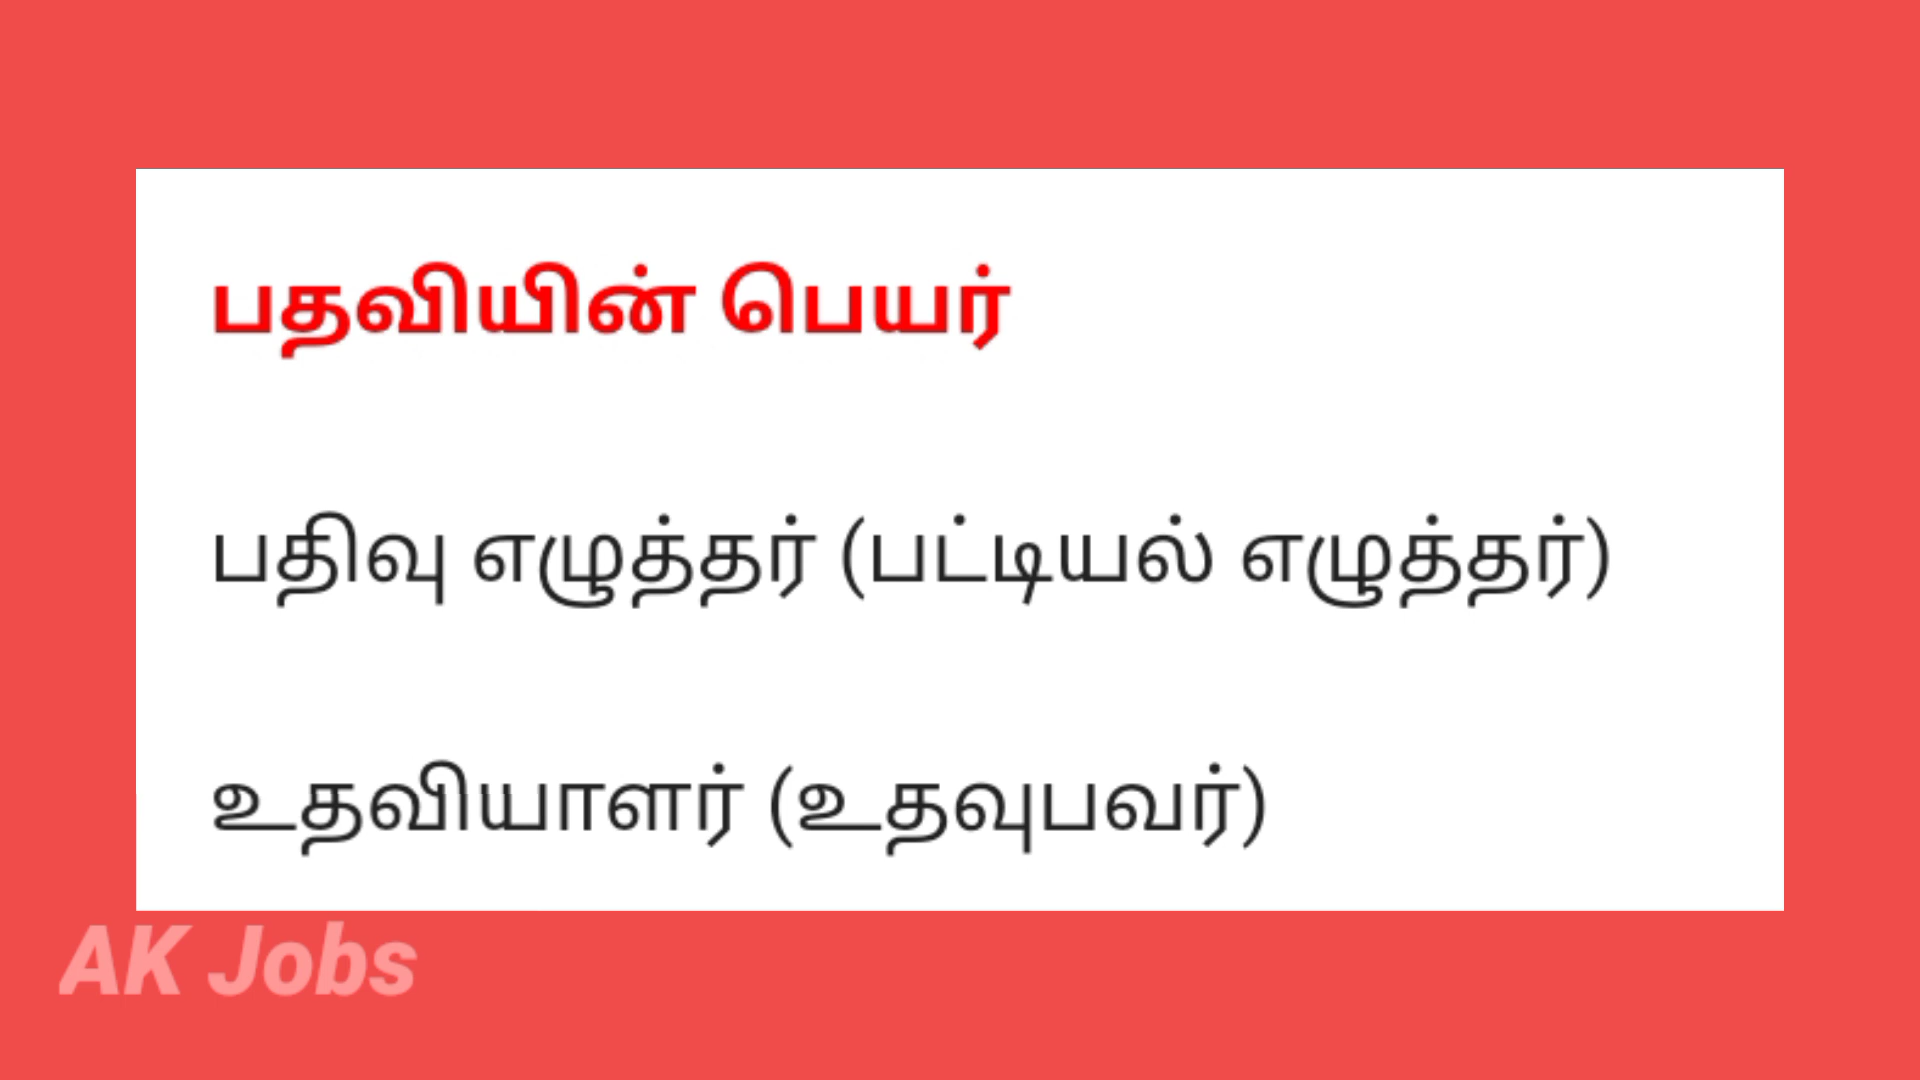 பதவியின் பெயர்
பதிவு எழுத்தர் (பட்டியல் எழுத்தர்)
உதவியாளர் (உதவுபவர்)
AK Jobs